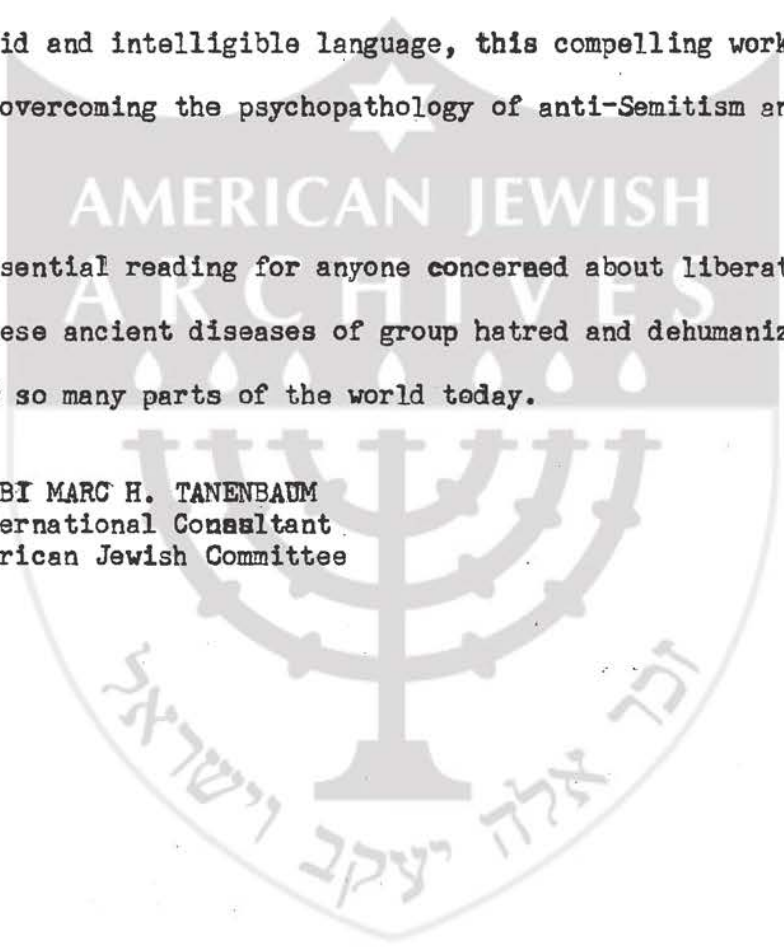 id and intelligible language, this compelling work
overcoming the psychopathology of anti-Semitism an
AMERICAN JEWISH
sential reading for anyone concerned about liberat
ARCHIVES
ese ancient diseases of group hatred and dehumaniz
so many parts of the world today.
BI MARC H. TANENBAUM
ernational Consultant
rican Jewish Committee
זכר אלה יעקב וישראל